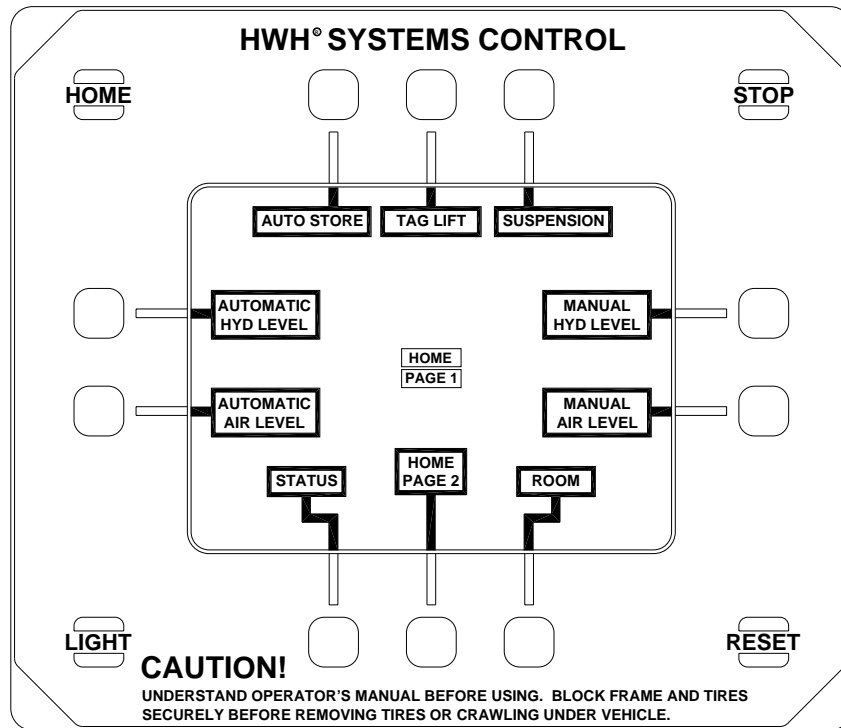 HWH® SYSTEMS CONTROL
HOME
STOP
AUTO STORE
TAG LIFT
SUSPENSION
AUTOMATIC
HYD LEVEL
MANUAL
HYD LEVEL
HOME
PAGE 1
AUTOMATIC
AIR LEVEL
MANUAL
AIR LEVEL
STATUS
HOME
PAGE 2
ROOM
LIGHT
RESET
CAUTION!
UNDERSTAND OPERATOR'S MANUAL BEFORE USING. BLOCK FRAME AND TIRES
SECURELY BEFORE REMOVING TIRES OR CRAWLING UNDER VEHICLE.